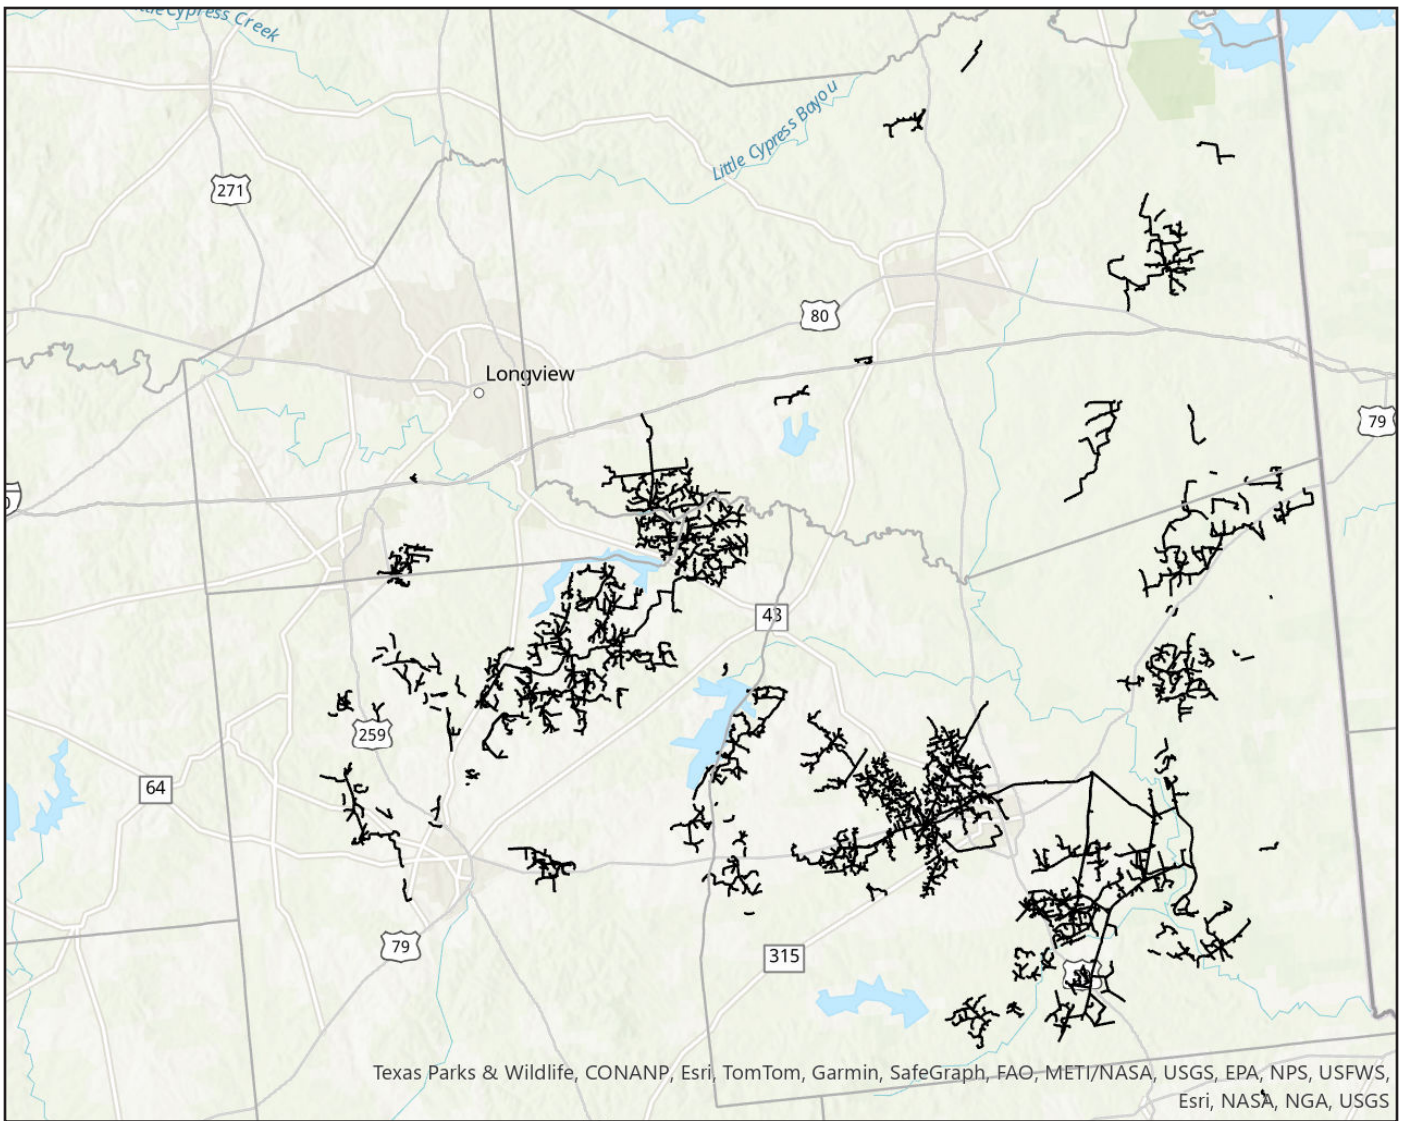 Cypress Creek
Little Cypress Bayou
271
80
Longview
79
43
259
64
79
315
Texas Parks & Wildlife, CONANP, Esri, TomTom, Garmin, SafeGraph, FAO, METI/NASA, USGS, EPA, NPS, USFWS,
Esri, NASA, NGA, USGS